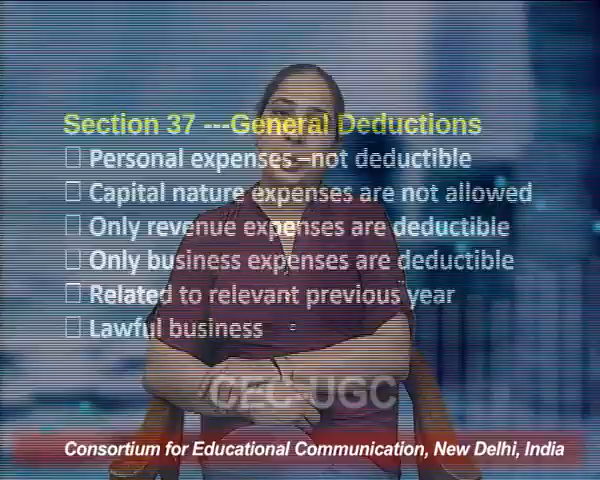 Section 37 ---General Deductions
Personal expenses –not deductible
Capital nature expenses are not allowed
Only revenue expenses are deductible
Only business expenses are deductible
Related to relevant previous year
Lawful business
CEC-UGC
Consortium for Educational Communication, New Delhi, India